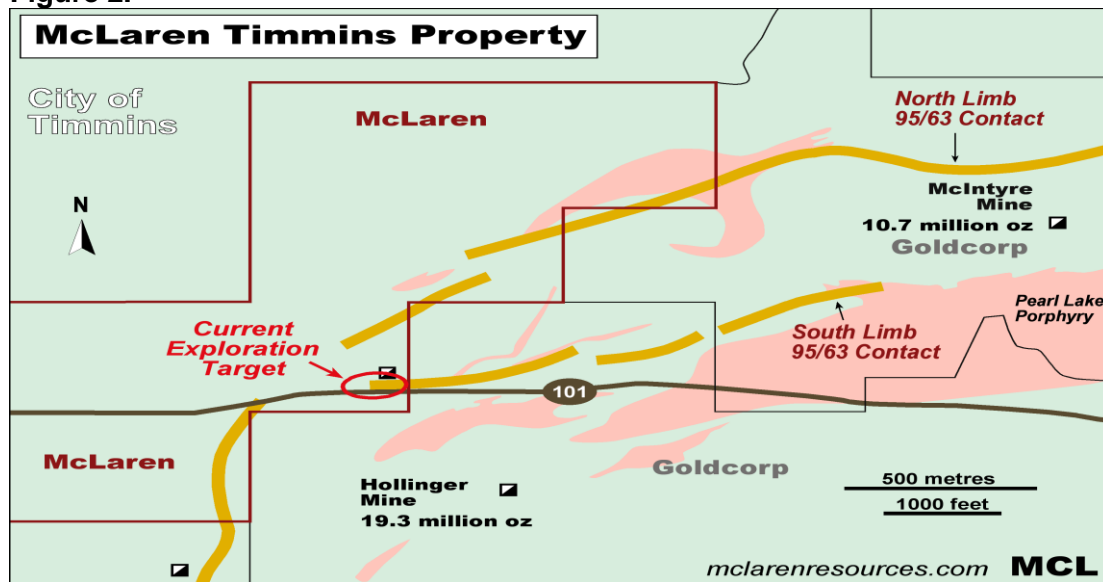 Figure 2.
McLaren Timmins Property
City of
Timmins
McLaren
North Limb
95/63 Contact
N
McIntyre
Mine
10.7 million oz
Goldcorp
Pearl Lake
Porphyry
Current
Exploration
Target
South Limb
95/63 Contact
101
McLaren
Goldcorp
Hollinger
Mine
19.3 million oz
500 metres
1000 feet
mclarenresources.com MCL